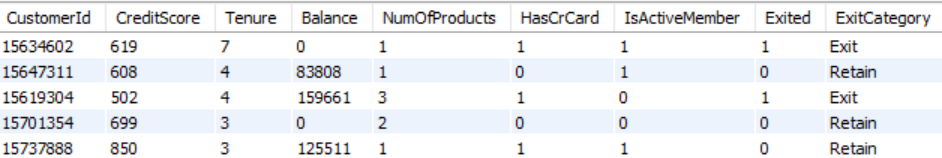 CustomerId CreditScore Tenure Balance NumOfProducts HasCrCard IsActiveMember Exited ExitCategory
15634602 619 7 0 1 1 1 1 Exit
15647311 608 4 83808 1 0 1 0 Retain
15619304 502 4 159661 3 1 0 1 Exit
15701354 699 3 0 2 0 0 0 Retain
15737888 850 3 125511 1 1 1 0 Retain